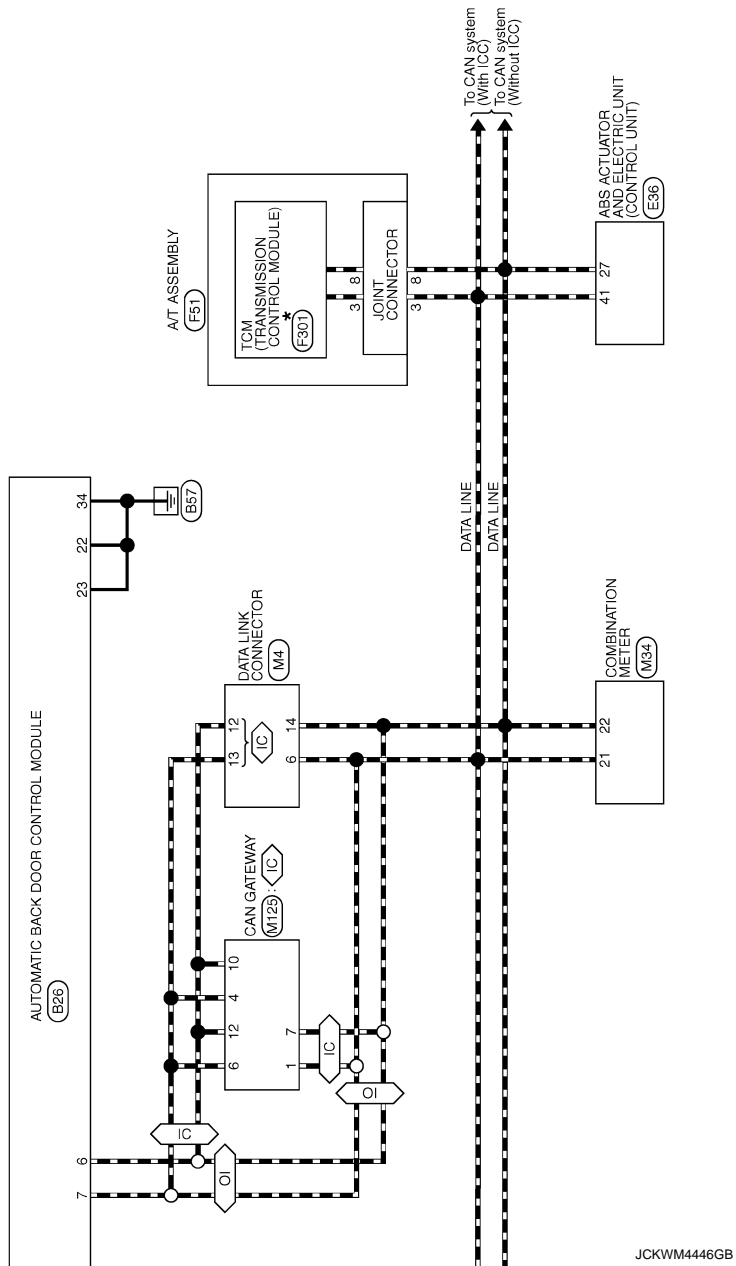 To CAN system
(With ICC)
To CAN system
(Without ICC)
A/T ASSEMBLY
F51
TCM
(TRANSMISSION
CONTROL MODULE)
*
F301
8
3
JOINT
CONNECTOR
8
3
ABS ACTUATOR
AND ELECTRIC UNIT
(CONTROL UNIT)
E36
27
41
DATA LINE
DATA LINE
AUTOMATIC BACK DOOR CONTROL MODULE
B26
34
22
23
B57
DATA LINK
CONNECTOR
M4
12
13
IC
14
6
COMBINATION
METER
M34
22
21
CAN GATEWAY
M125 : IC
10
4
12
6
7
1
IC
OI
IC
OI
6
7
JCKWM4446GB